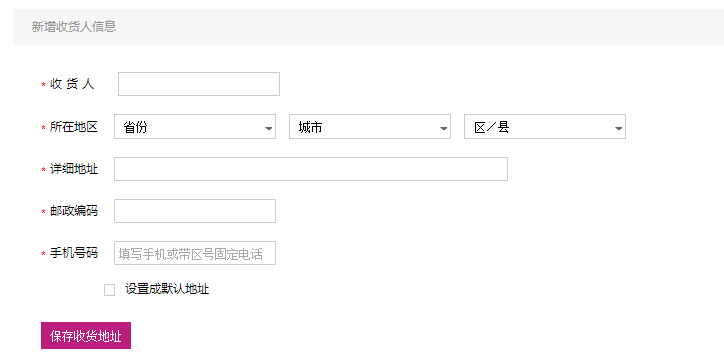 新增收货人信息
* 收 货 人
* 所在地区 省份 城市 区／县
* 详细地址
* 邮政编码
* 手机号码 填写手机或带区号固定电话
设置成默认地址
保存收货地址